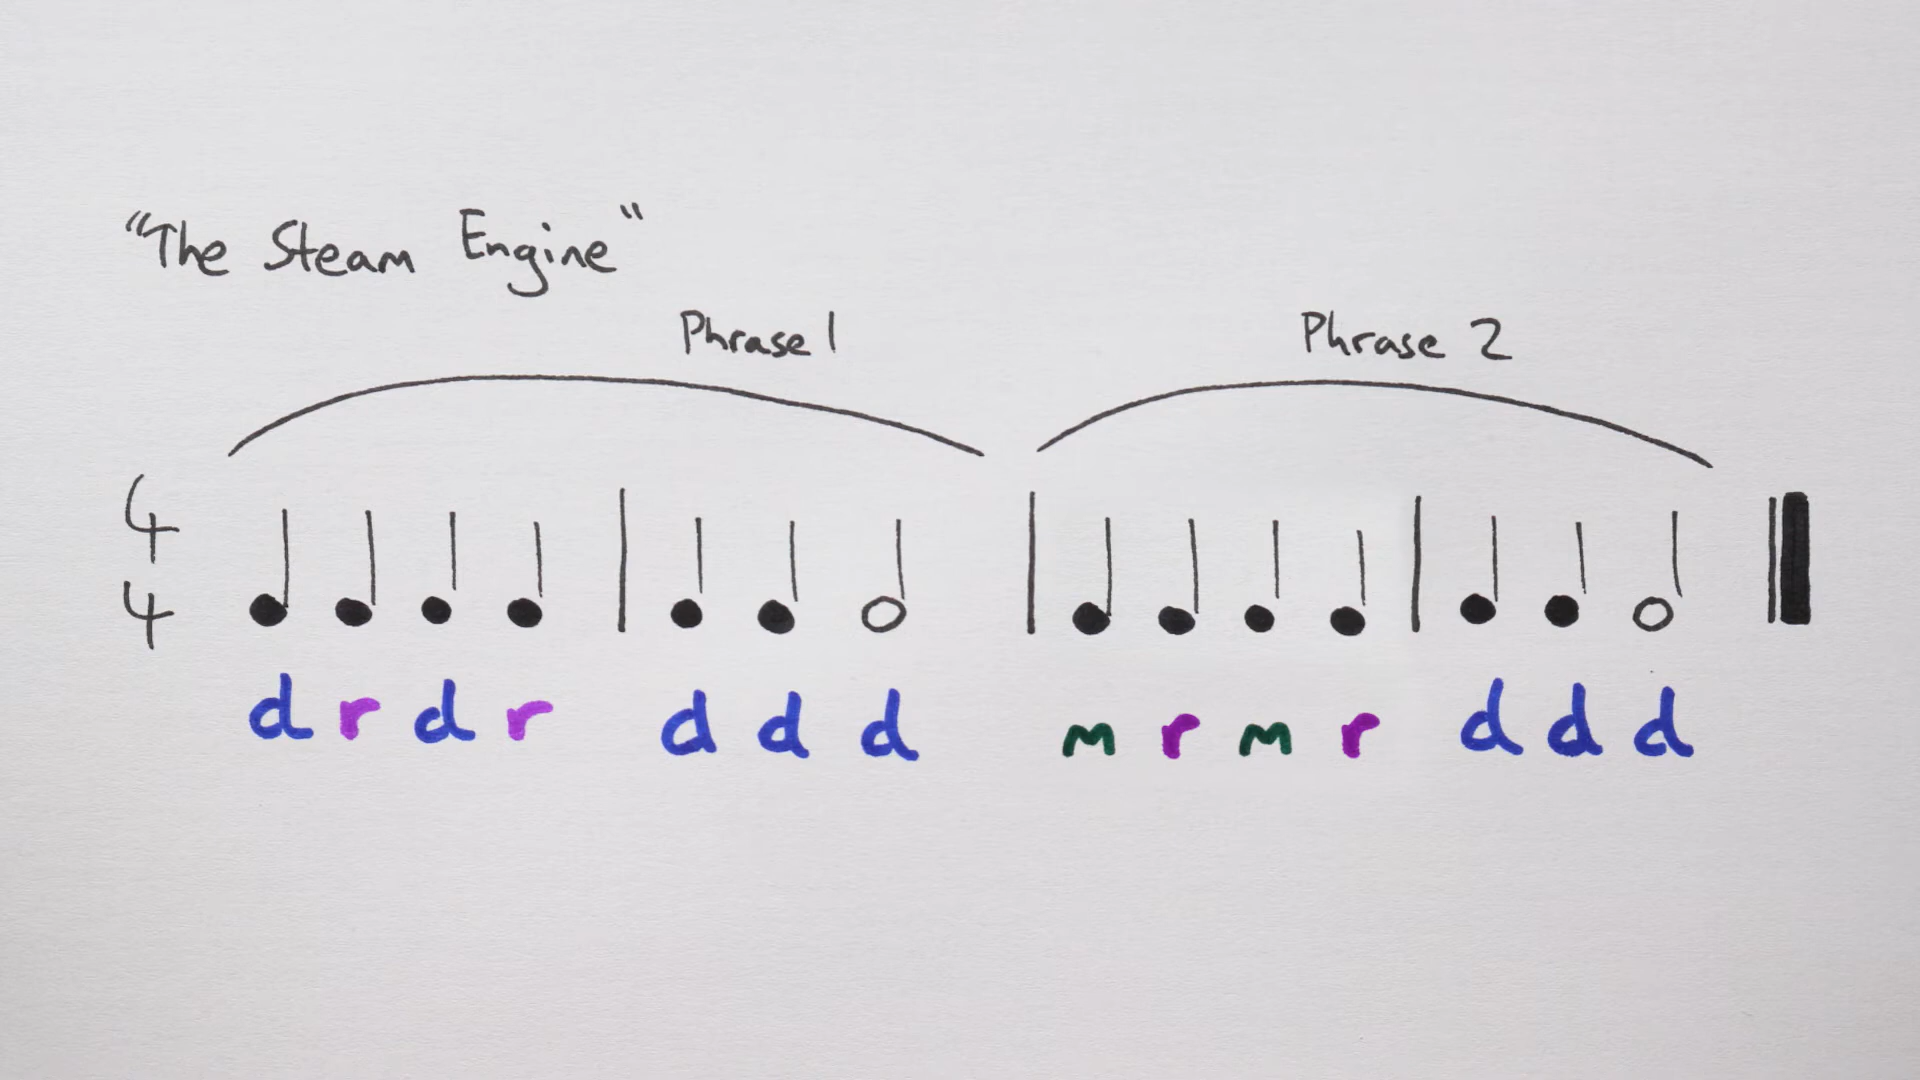 "The Steam Engine"
Phrase 1 Phrase 2
4
4
d r d r d d d m r m r d d d